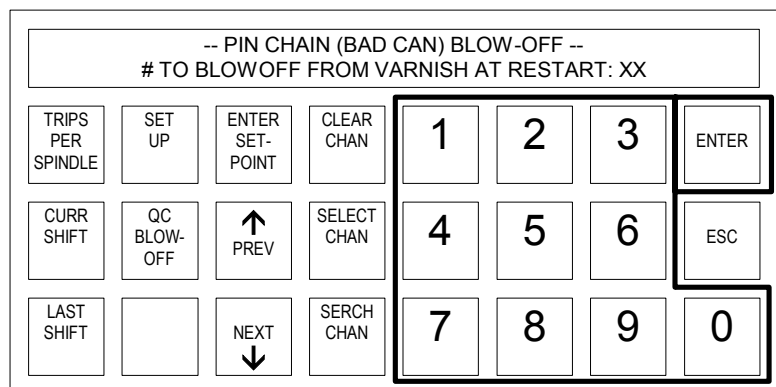 -- PIN CHAIN (BAD CAN) BLOW-OFF --
# TO BLOWOFF FROM VARNISH AT RESTART: XX
TRIPS
PER
SPINDLE
SET
UP
ENTER
SET-
POINT
CLEAR
CHAN
1
2
3
ENTER
CURR
SHIFT
QC
BLOW-
OFF
↑
PREV
SELECT
CHAN
4
5
6
ESC
LAST
SHIFT
NEXT
↓
SERCH
CHAN
7
8
9
0